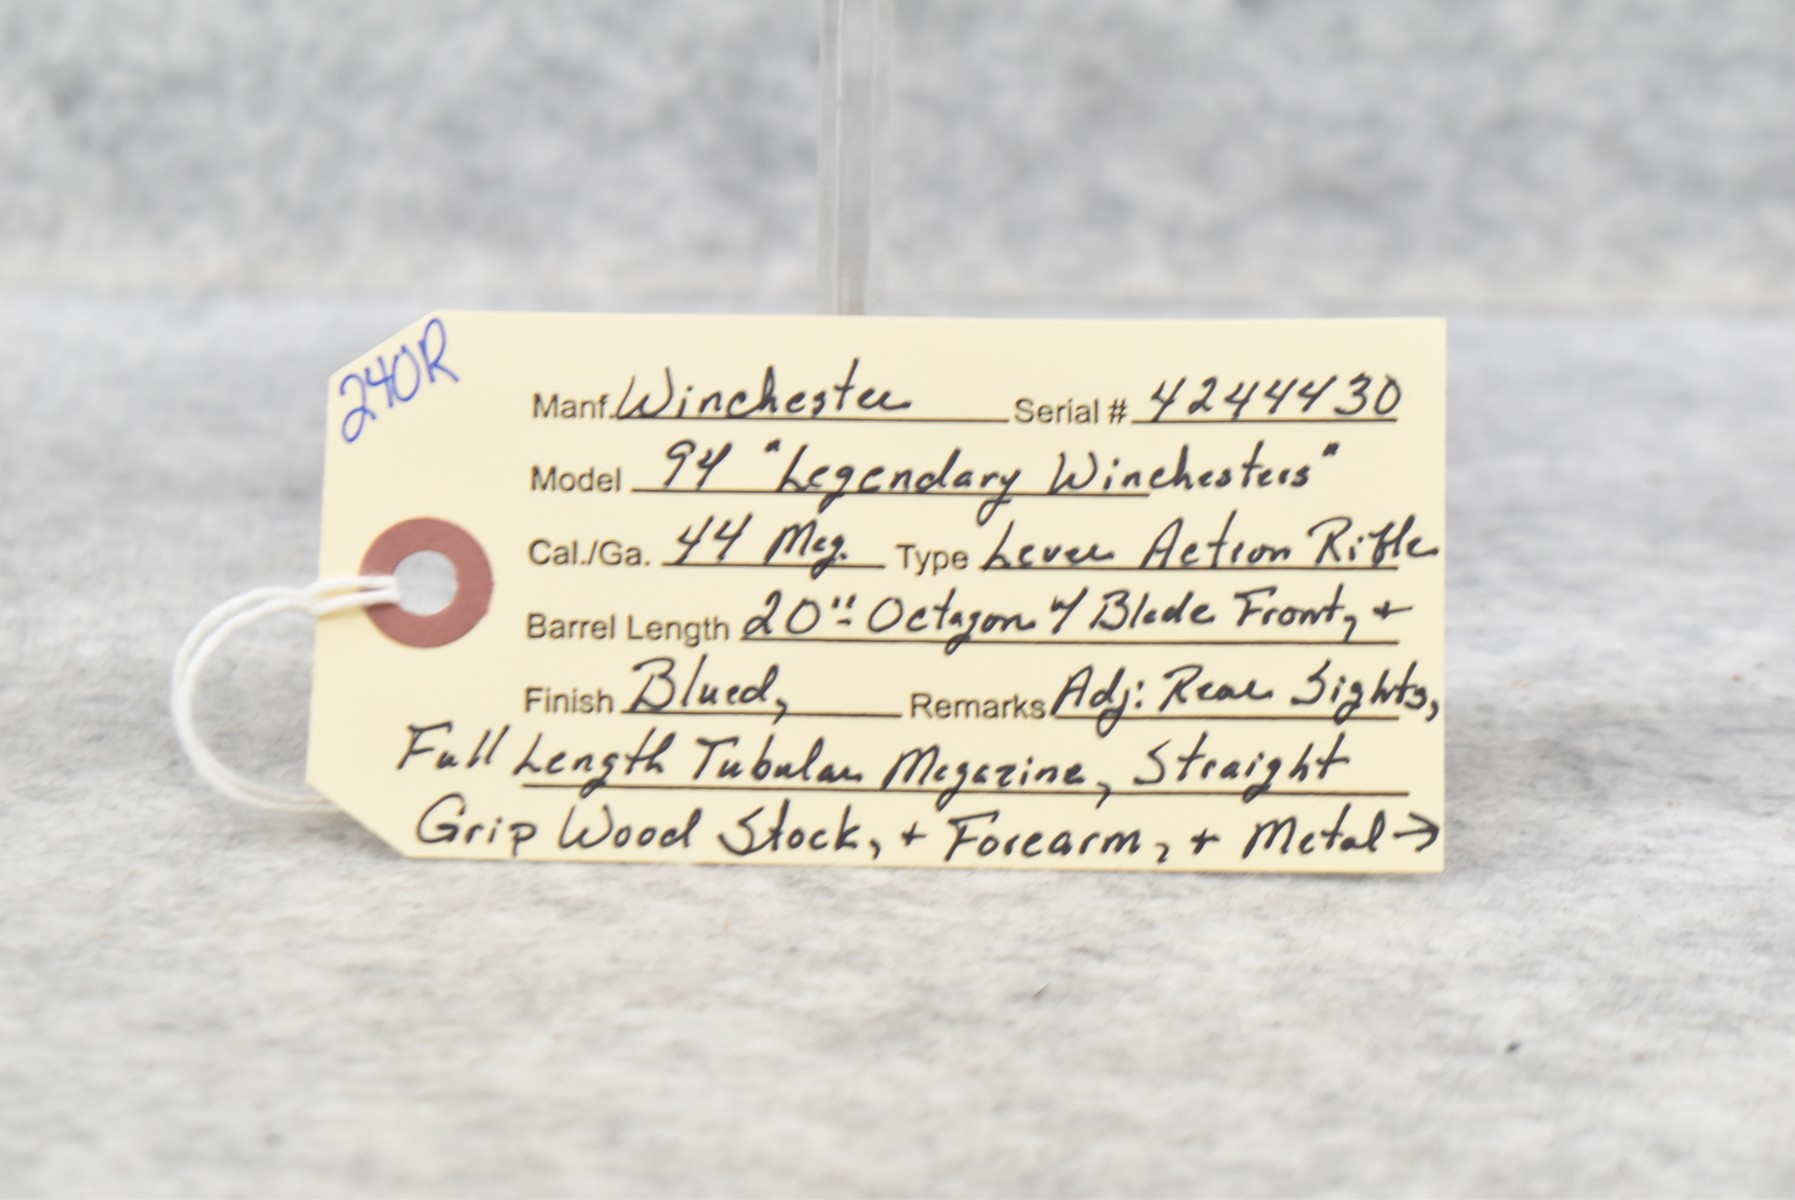 240R
Manf. Winchester Serial # 4244430
Model 94 "Legendary Winchesters"
Cal./Ga. 44 Mag. Type Lever Action Rifle
Barrel Length 20" Octagon w/ Blade Front, +
Finish Blued, Remarks Adj: Rear Sights,
Full Length Tubular Magazine, Straight
Grip Wood Stock, + Forearm, + Metal →